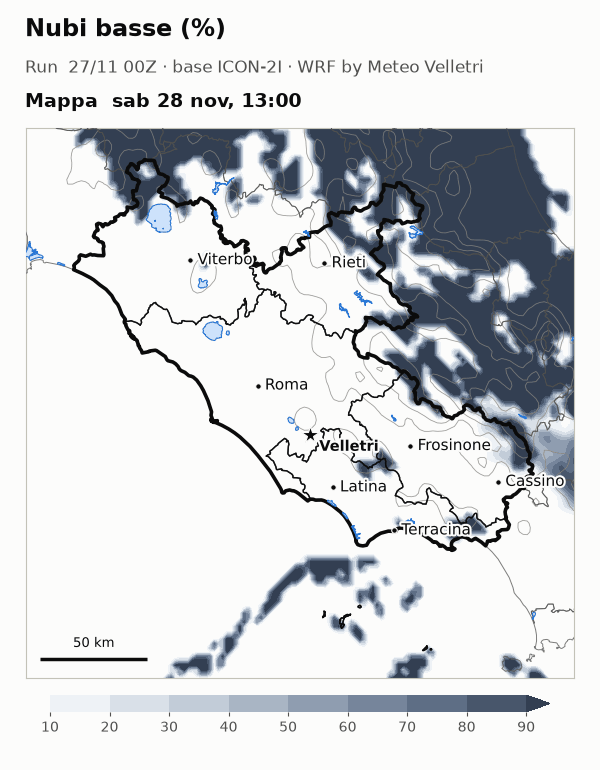 Nubi basse (%)
Run  27/11 00Z · base ICON-2I · WRF by Meteo Velletri
Mappa  sab 28 nov, 13:00
Viterbo
Rieti
Roma
Velletri
Frosinone
Latina
Cassino
Terracina
50 km
10 20 30 40 50 60 70 80 90